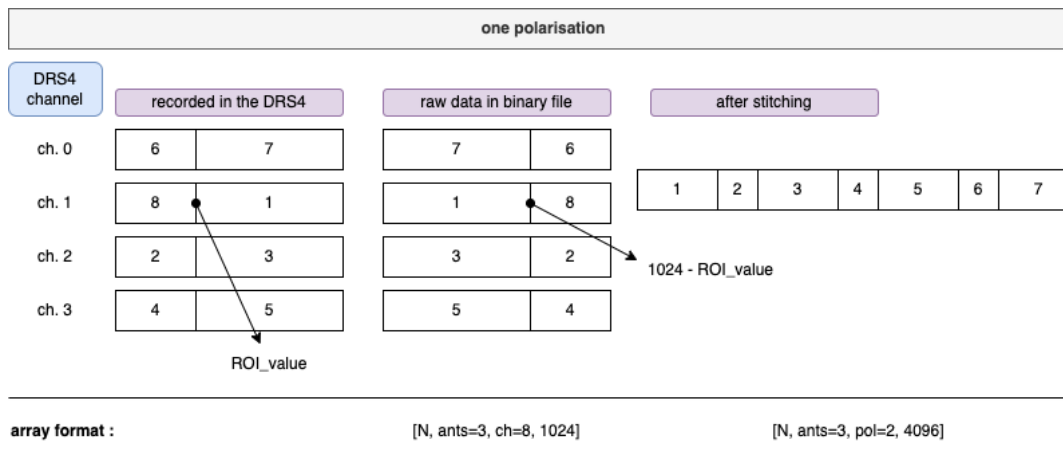 one polarisation
DRS4
channel
recorded in the DRS4
raw data in binary file
after stitching
ch. 0
6 7
7 6
ch. 1
8 1
1 8
1 2 3 4 5 6 7
ch. 2
2 3
3 2
1024 - ROI_value
ch. 3
4 5
5 4
ROI_value
array format :
[N, ants=3, ch=8, 1024]
[N, ants=3, pol=2, 4096]